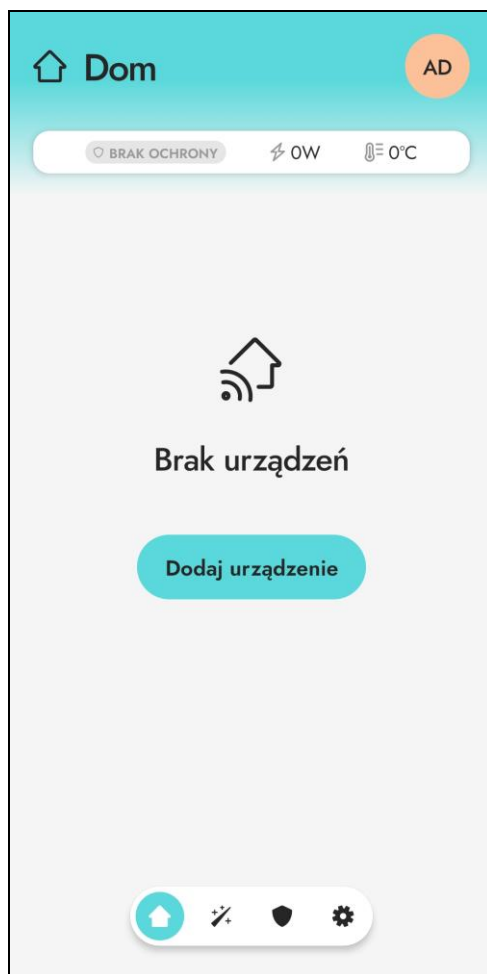 Dom
AD
BRAK OCHRONY 0W 0°C
Brak urządzeń
Dodaj urządzenie